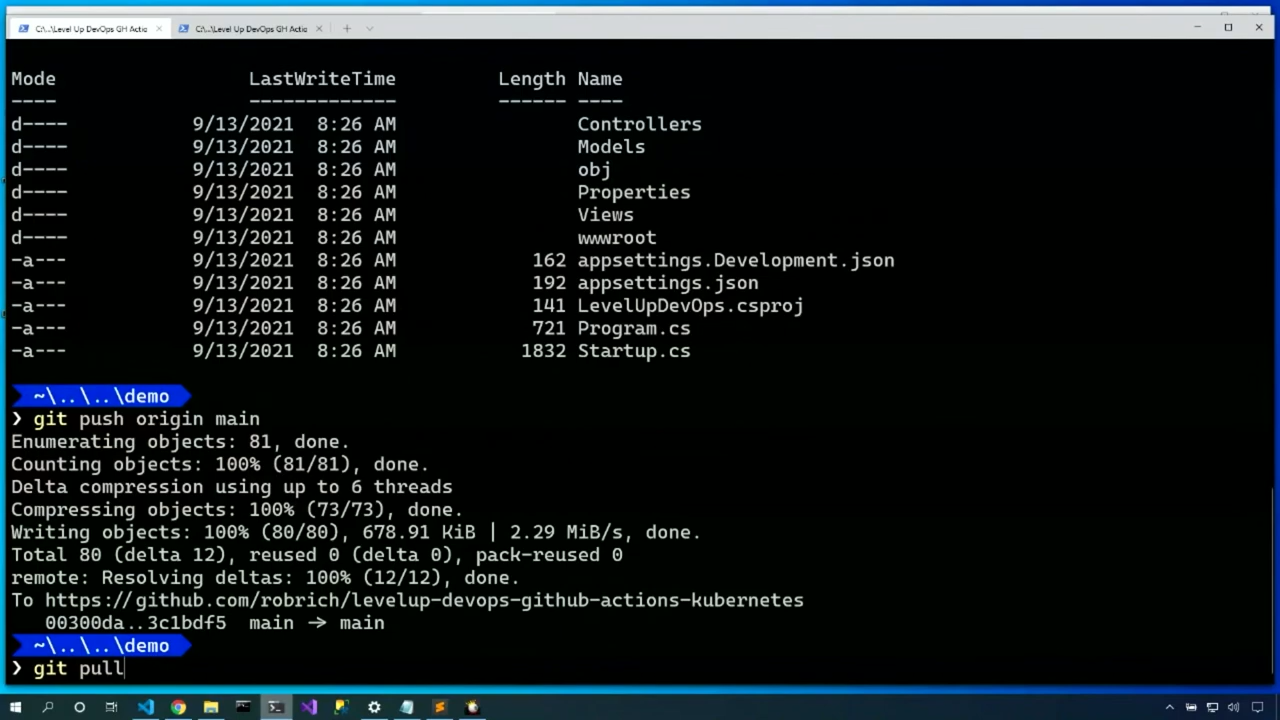 C:\...\Level Up DevOps GH Actio
C:\...\Level Up DevOps GH Actio
Mode LastWriteTime Length Name
---- ------------- ------ ----
d---- 9/13/2021 8:26 AM Controllers
d---- 9/13/2021 8:26 AM Models
d---- 9/13/2021 8:26 AM obj
d---- 9/13/2021 8:26 AM Properties
d---- 9/13/2021 8:26 AM Views
d---- 9/13/2021 8:26 AM wwwroot
-a--- 9/13/2021 8:26 AM 162 appsettings.Development.json
-a--- 9/13/2021 8:26 AM 192 appsettings.json
-a--- 9/13/2021 8:26 AM 141 LevelUpDevOps.csproj
-a--- 9/13/2021 8:26 AM 721 Program.cs
-a--- 9/13/2021 8:26 AM 1832 Startup.cs
~\..\..\demo
❯ git push origin main
Enumerating objects: 81, done.
Counting objects: 100% (81/81), done.
Delta compression using up to 6 threads
Compressing objects: 100% (73/73), done.
Writing objects: 100% (80/80), 678.91 KiB | 2.29 MiB/s, done.
Total 80 (delta 12), reused 0 (delta 0), pack-reused 0
remote: Resolving deltas: 100% (12/12), done.
To https://github.com/robrich/levelup-devops-github-actions-kubernetes
00300da..3c1bdf5 main -> main
~\..\..\demo
❯ git pull